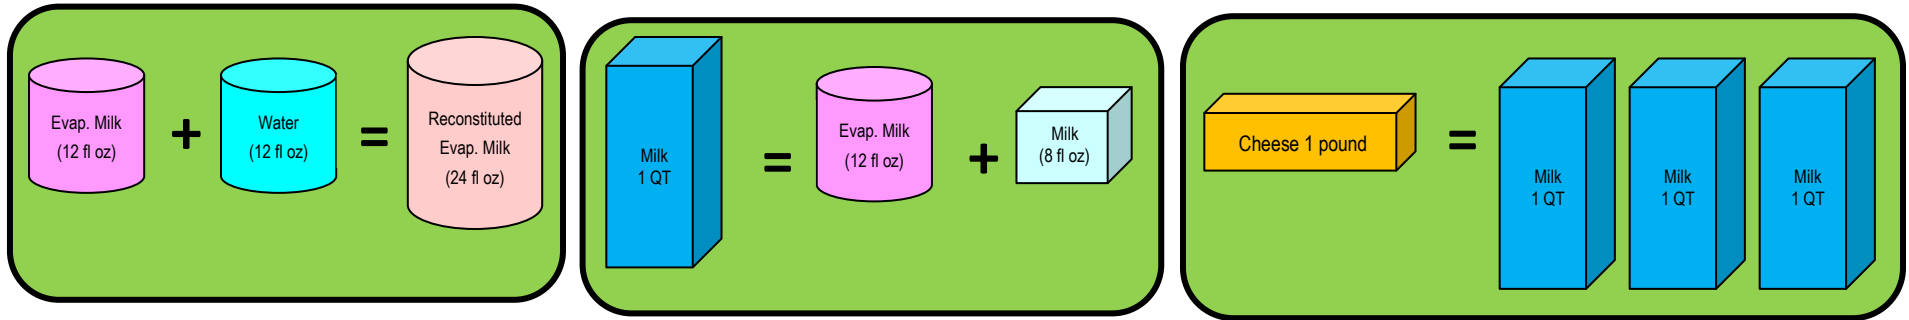 Evap. Milk
(12 fl oz)
+
Water
(12 fl oz)
=
Reconstituted
Evap. Milk
(24 fl oz)
Milk
1 QT
=
Evap. Milk
(12 fl oz)
+
Milk
(8 fl oz)
Cheese 1 pound
=
Milk
1 QT
Milk
1 QT
Milk
1 QT